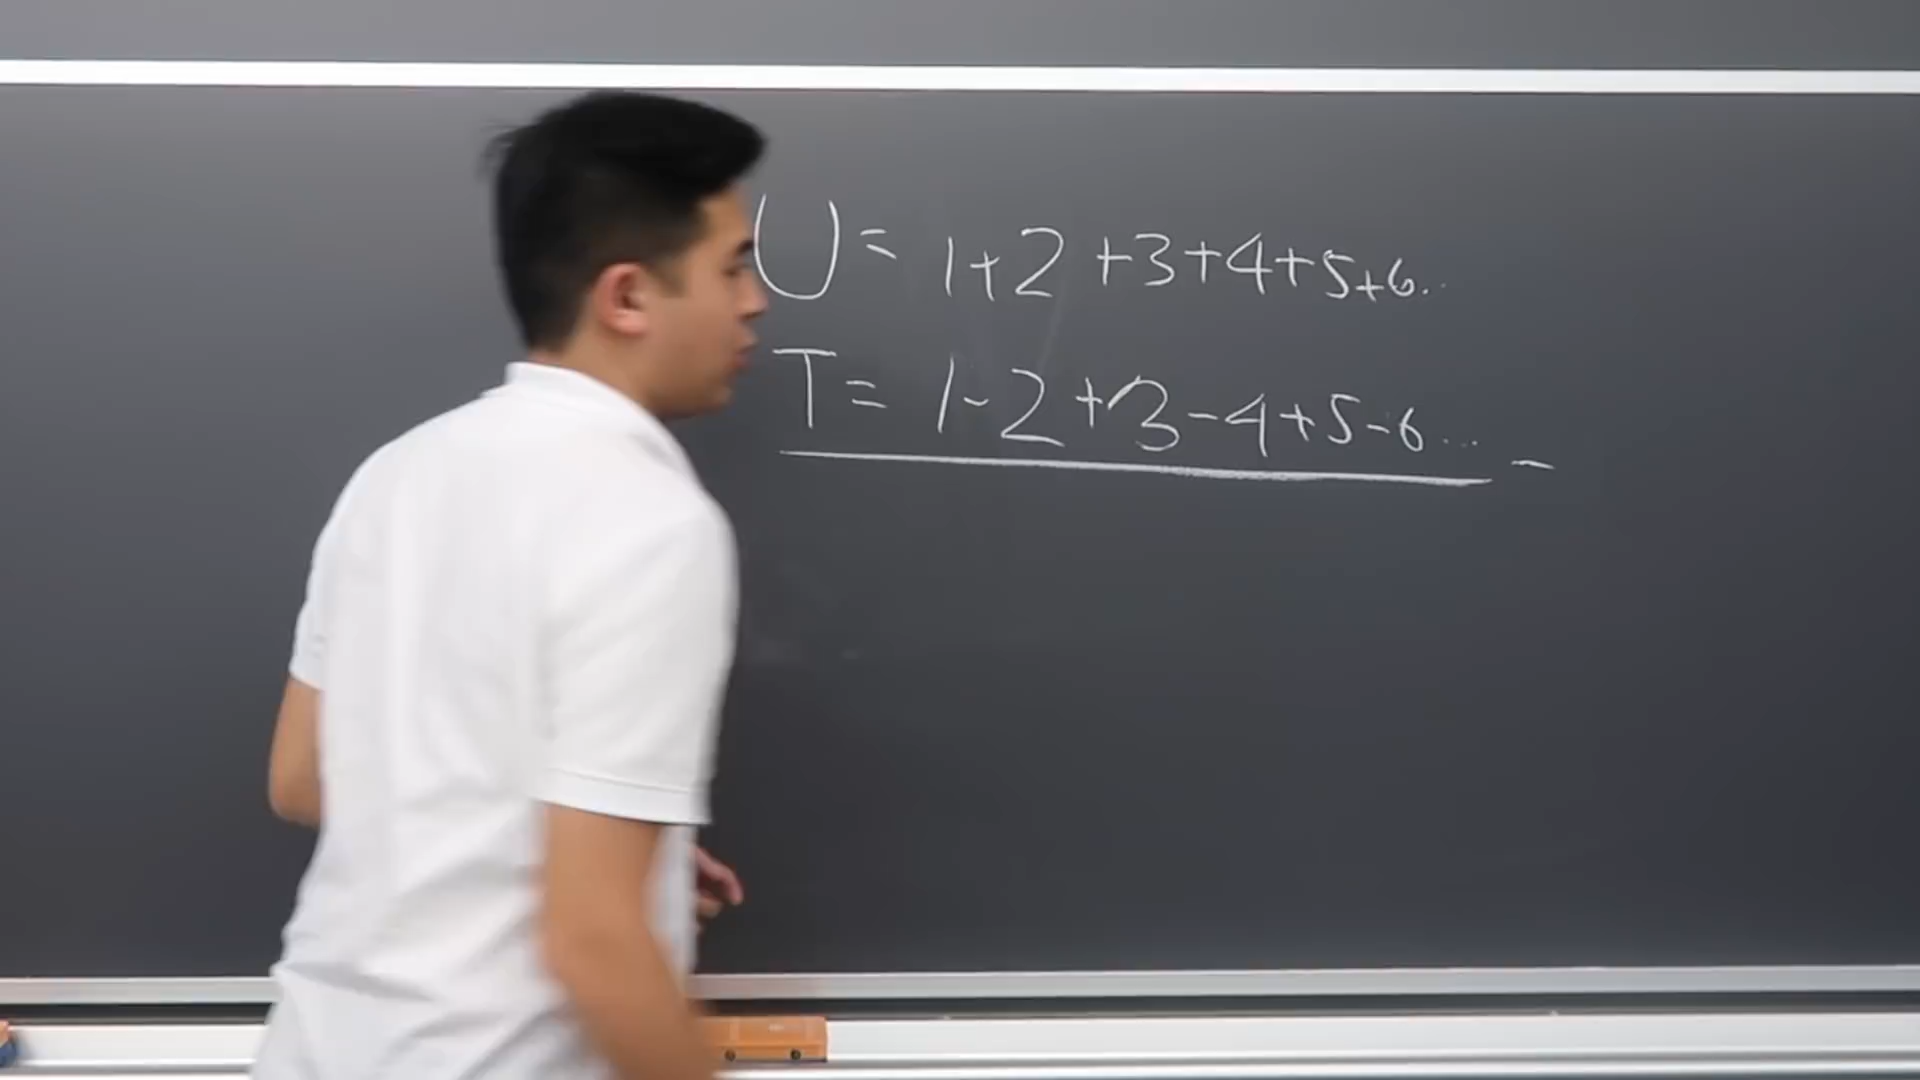 U = 1+2+3+4+5+6...
T = 1-2+3-4+5-6... -